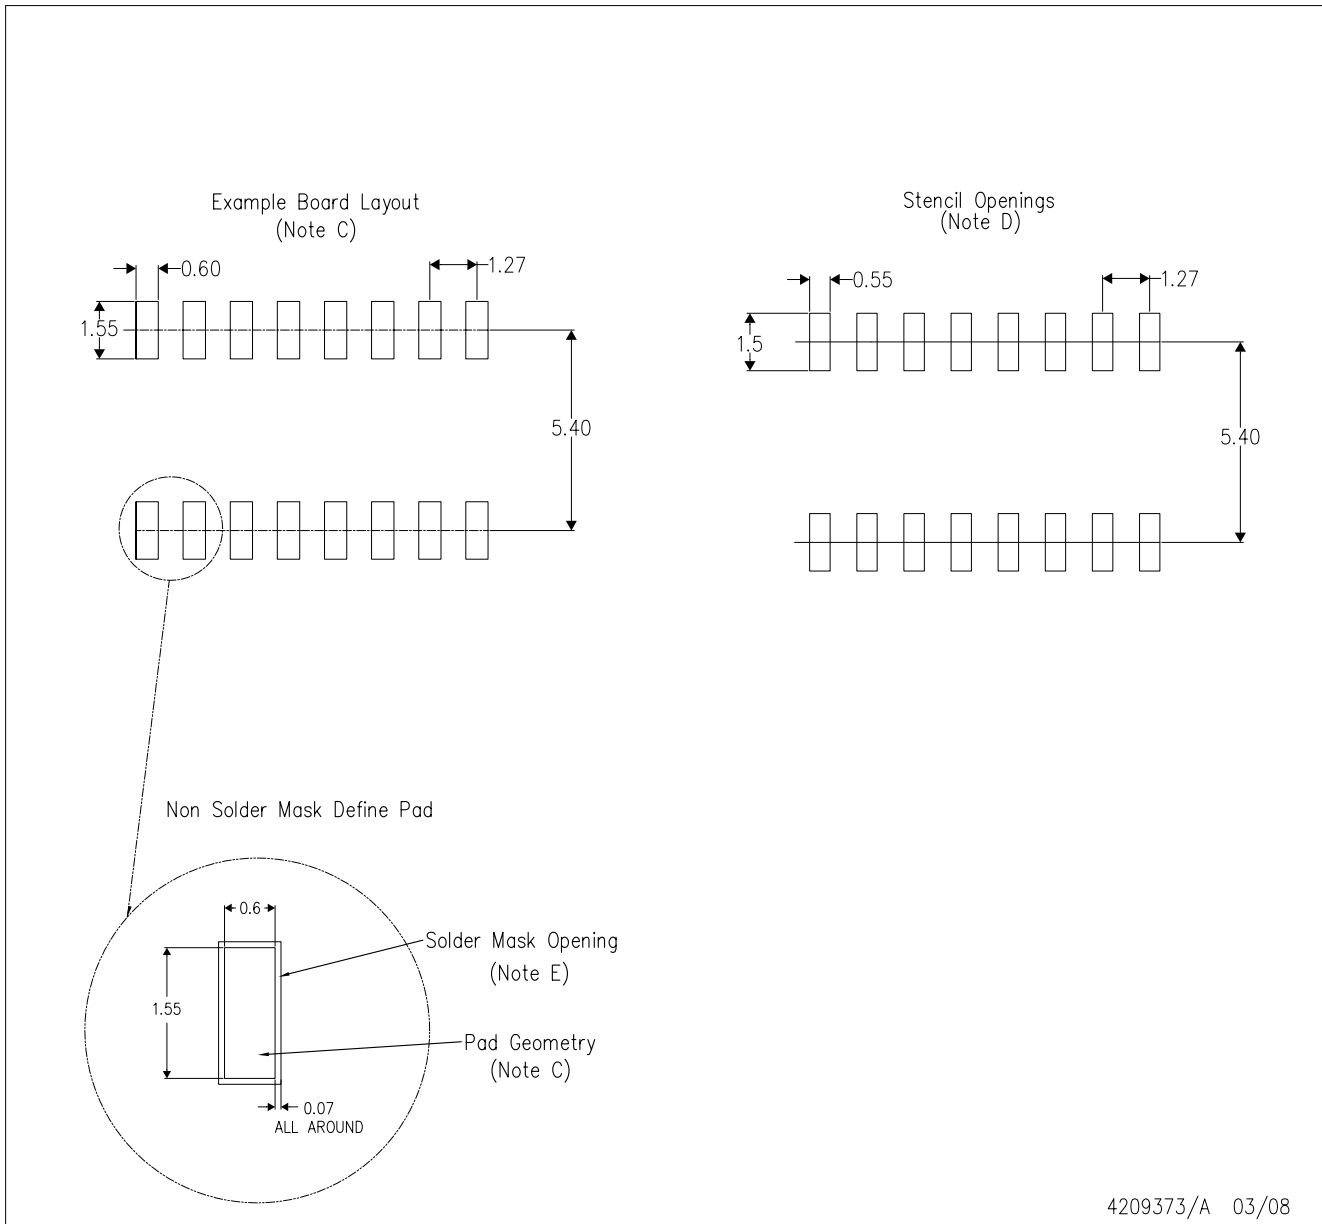 Example Board Layout
(Note C)
0.60
1.27
1.55
5.40
Stencil Openings
(Note D)
0.55
1.27
1.5
5.40
Non Solder Mask Define Pad
0.6
1.55
Solder Mask Opening
(Note E)
Pad Geometry
(Note C)
0.07
ALL AROUND
4209373/A 03/08